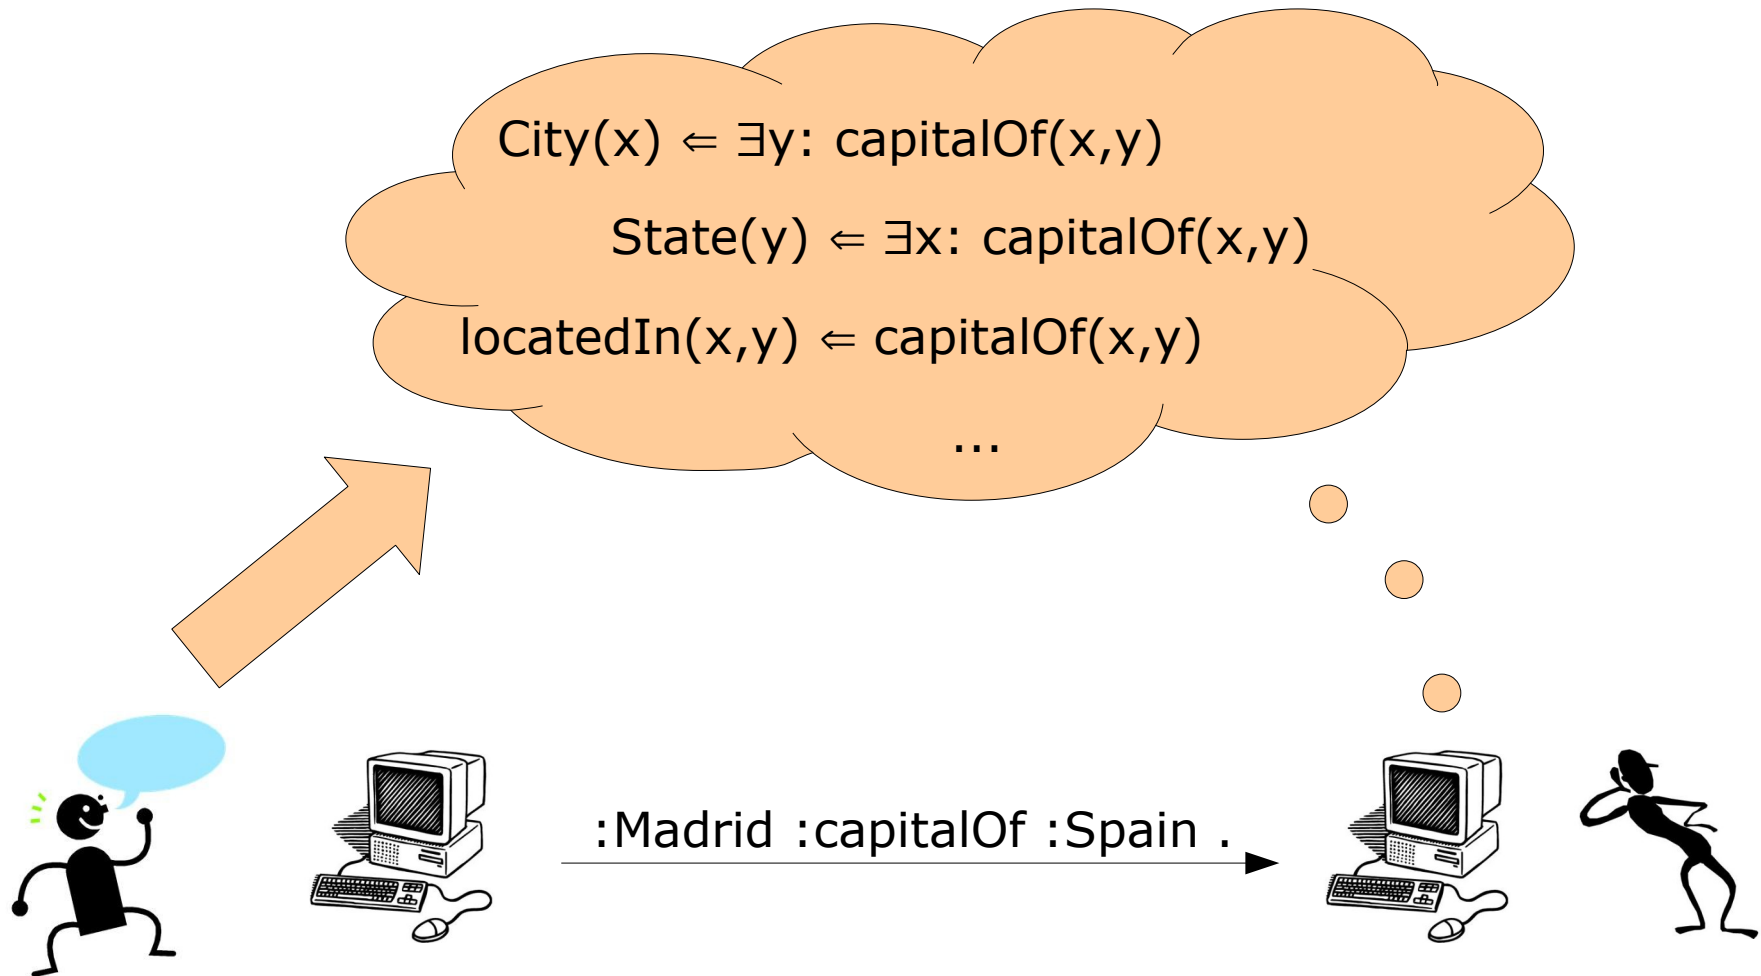 City(x) ⇐ ∃y: capitalOf(x,y)
State(y) ⇐ ∃x: capitalOf(x,y)
locatedIn(x,y) ⇐ capitalOf(x,y)
...
:Madrid :capitalOf :Spain .